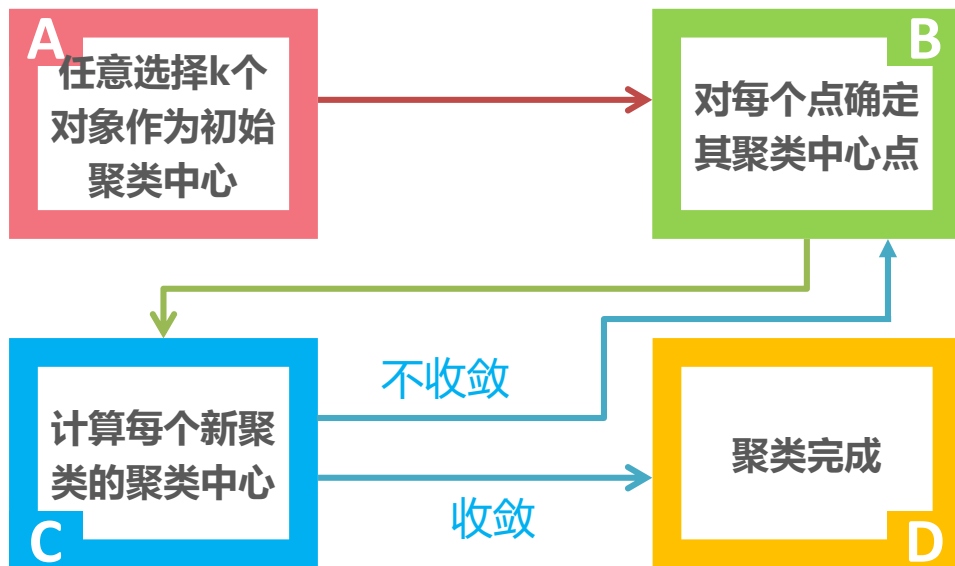 A
任意选择k个
对象作为初始
聚类中心
B
对每个点确定
其聚类中心点
不收敛
计算每个新聚
类的聚类中心
C
收敛
聚类完成
D